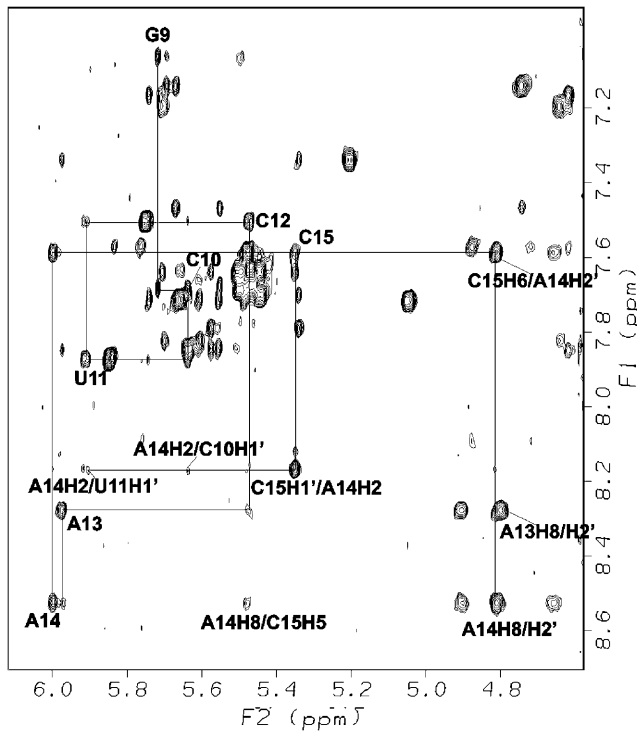 G9
7.2
7.4
C12
C15
C10
7.6
C15H6/A14H2'
F1 (ppm)
7.8
U11
8.0
A14H2/C10H1'
A14H2/U11H1'
C15H1'/A14H2
8.2
A13
A13H8/H2'
8.4
A14
A14H8/C15H5
A14H8/H2'
8.6
6.0 5.8 5.6 5.4 5.2 5.0 4.8
F2 (ppm)